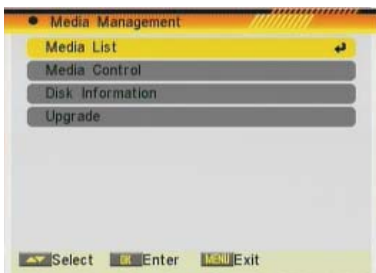 Media Management
Media List
Media Control
Disk Information
Upgrade
Select OK Enter MENU Exit